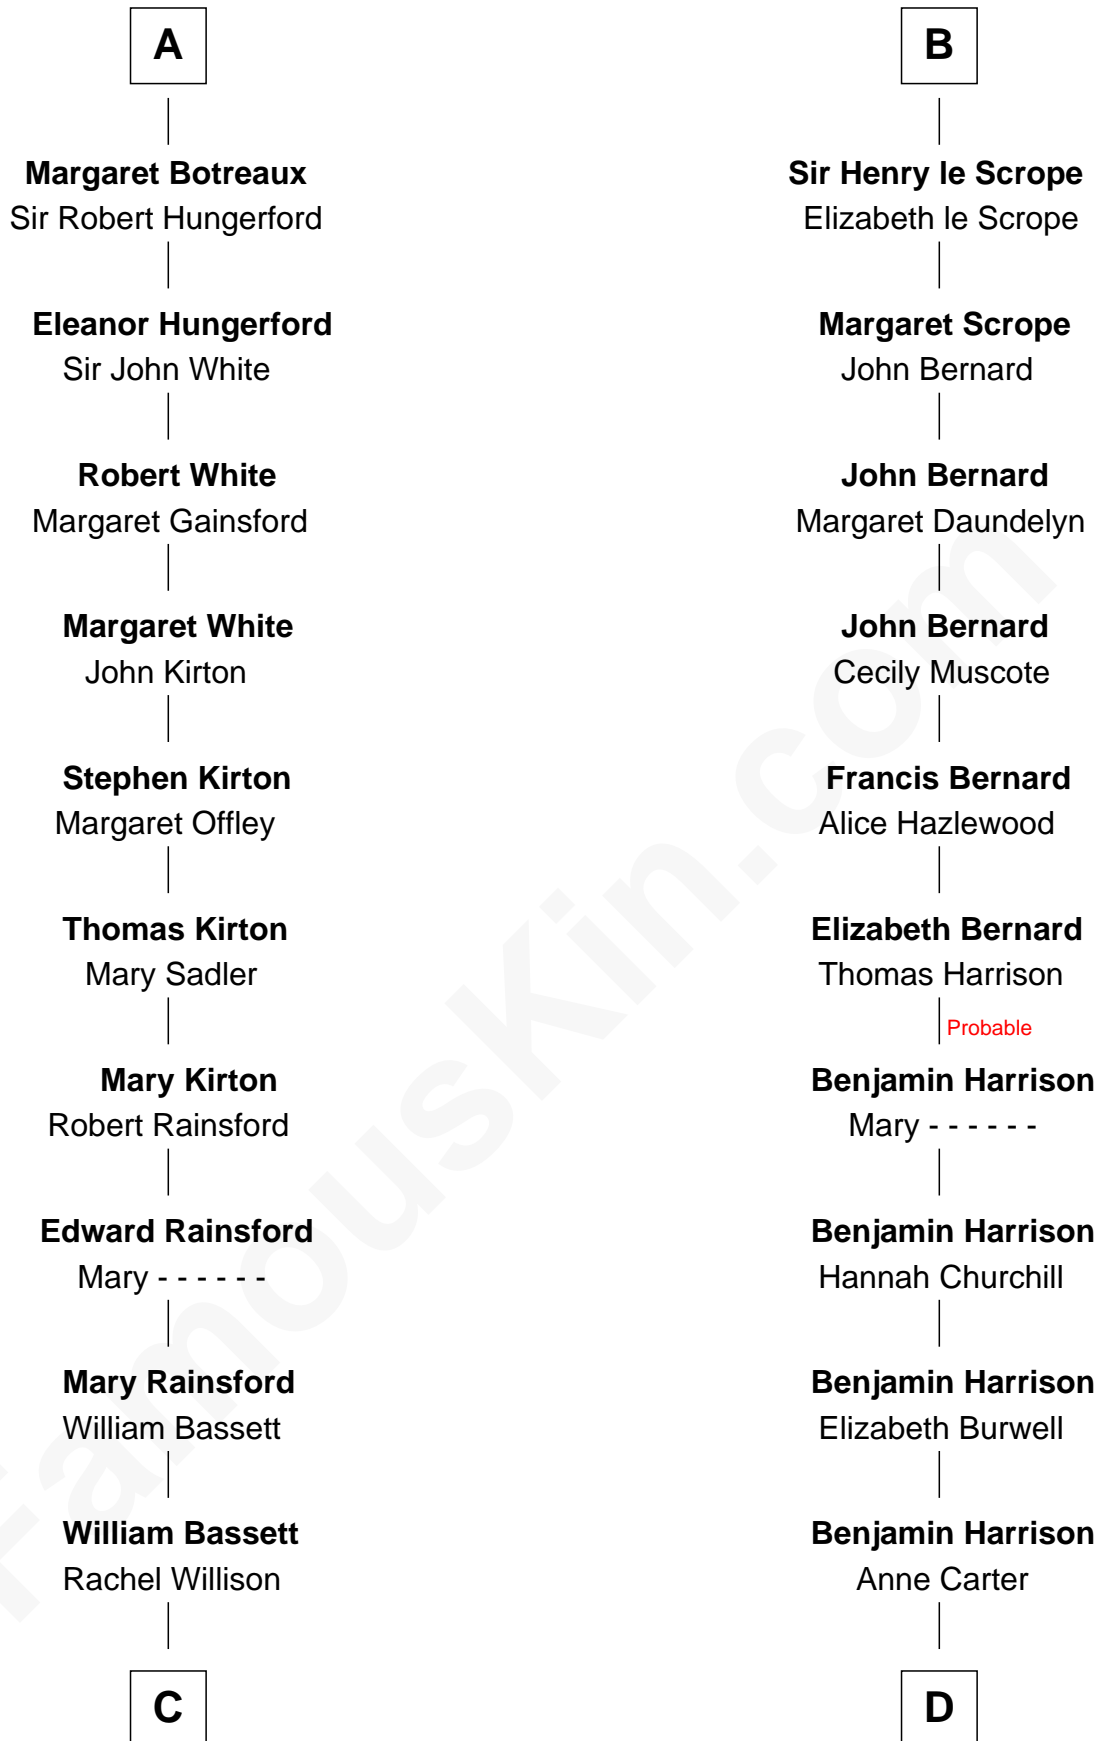 A
Margaret Botreaux
Sir Robert Hungerford
Eleanor Hungerford
Sir John White
Robert White
Margaret Gainsford
Margaret White
John Kirton
Stephen Kirton
Margaret Offley
Thomas Kirton
Mary Sadler
Mary Kirton
Robert Rainsford
Edward Rainsford
Mary - - - - - -
Mary Rainsford
William Bassett
William Bassett
Rachel Willison
C
B
Sir Henry le Scrope
Elizabeth le Scrope
Margaret Scrope
John Bernard
John Bernard
Margaret Daundelyn
John Bernard
Cecily Muscote
Francis Bernard
Alice Hazlewood
Elizabeth Bernard
Thomas Harrison
Probable
Benjamin Harrison
Mary - - - - - -
Benjamin Harrison
Hannah Churchill
Benjamin Harrison
Elizabeth Burwell
Benjamin Harrison
Anne Carter
D
FamousKin.com